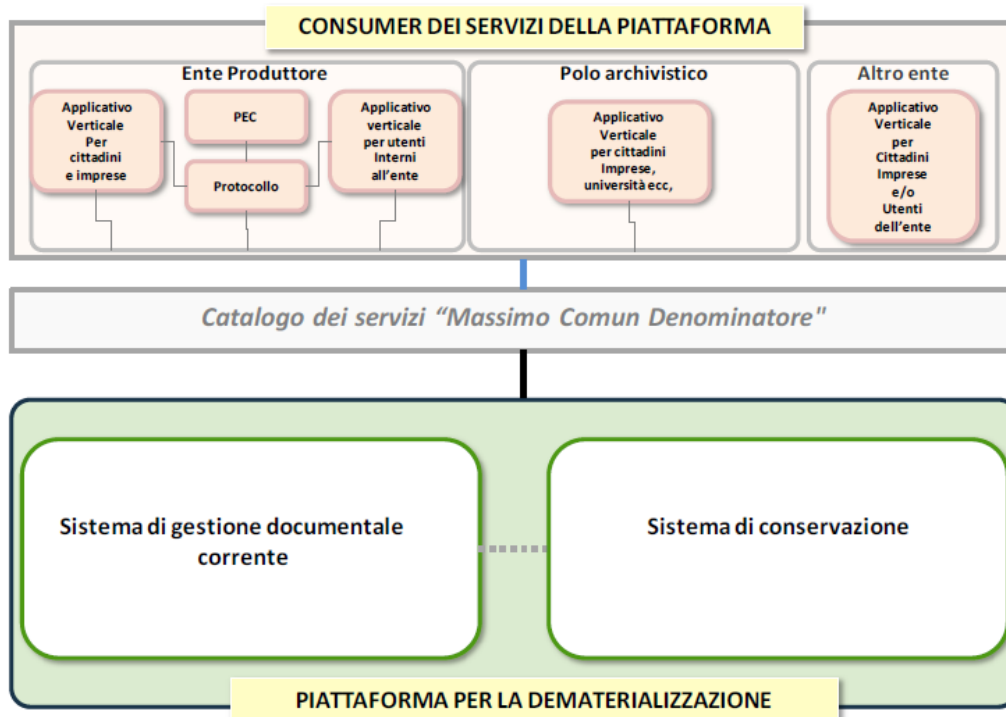 CONSUMER DEI SERVIZI DELLA PIATTAFORMA
Ente Produttore
Applicativo
Verticale
Per
cittadini
e imprese
PEC
Protocollo
Applicativo
verticale
per utenti
Interni
all’ente
Polo archivistico
Applicativo
Verticale
per cittadini
Imprese,
università ecc,
Altro ente
Applicativo
Verticale
per
Cittadini
Imprese
e/o
Utenti
dell’ente
Catalogo dei servizi “Massimo Comun Denominatore"
Sistema di gestione documentale
corrente
Sistema di conservazione
PIATTAFORMA PER LA DEMATERIALIZZAZIONE